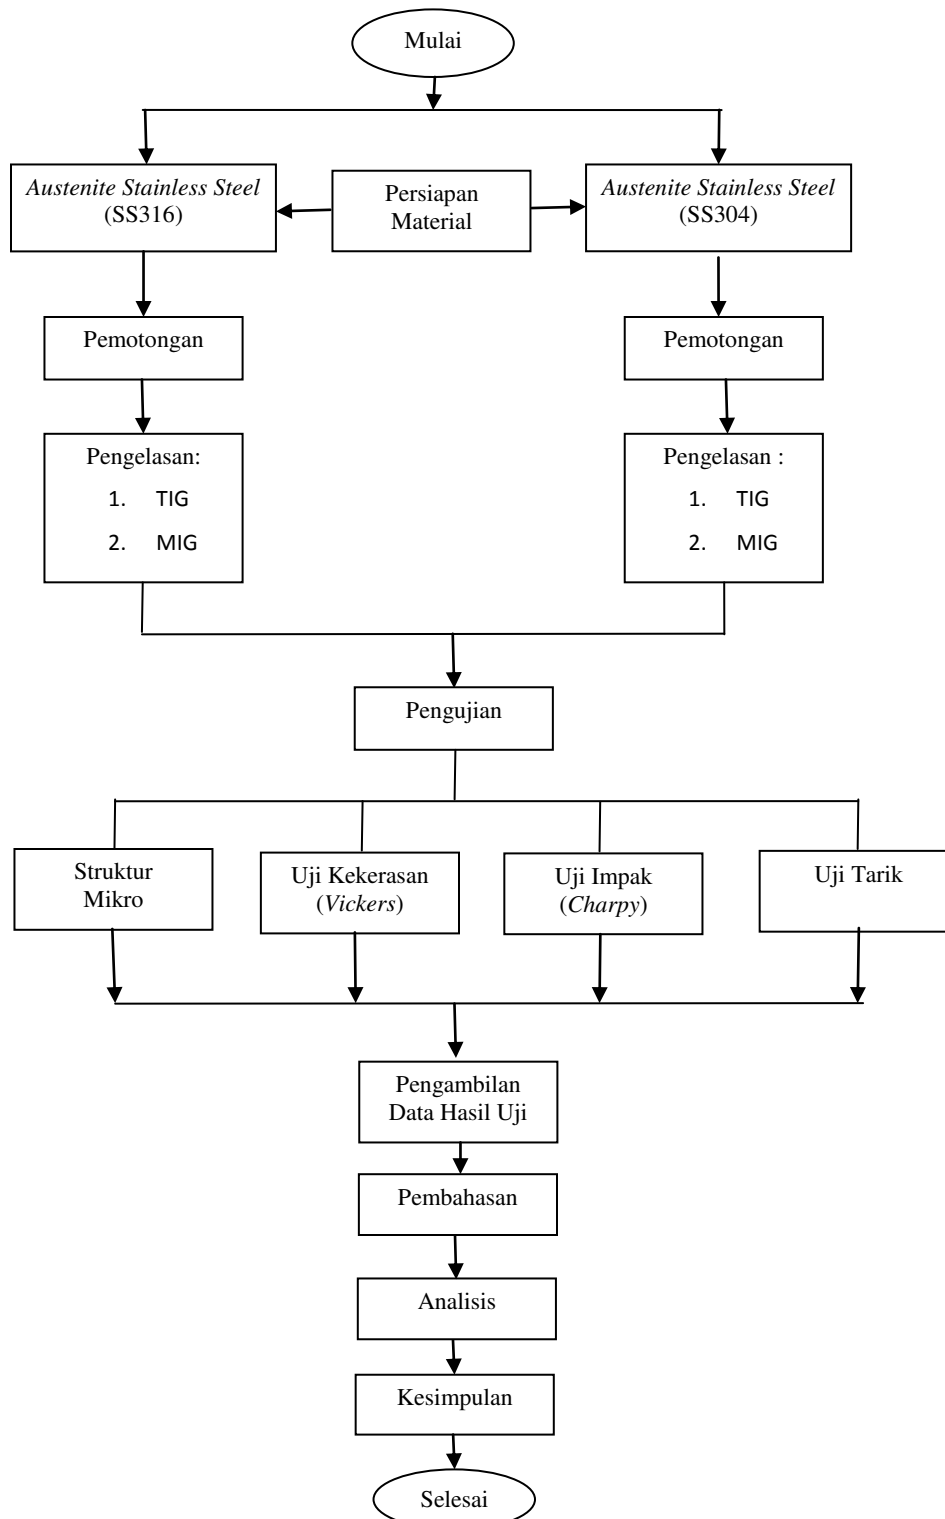 Mulai
Austenite Stainless Steel
(SS316)
Persiapan
Material
Austenite Stainless Steel
(SS304)
Pemotongan
Pemotongan
Pengelasan:
1. TIG
2. MIG
Pengelasan :
1. TIG
2. MIG
Pengujian
Struktur
Mikro
Uji Kekerasan
(Vickers)
Uji Impak
(Charpy)
Uji Tarik
Pengambilan
Data Hasil Uji
Pembahasan
Analisis
Kesimpulan
Selesai